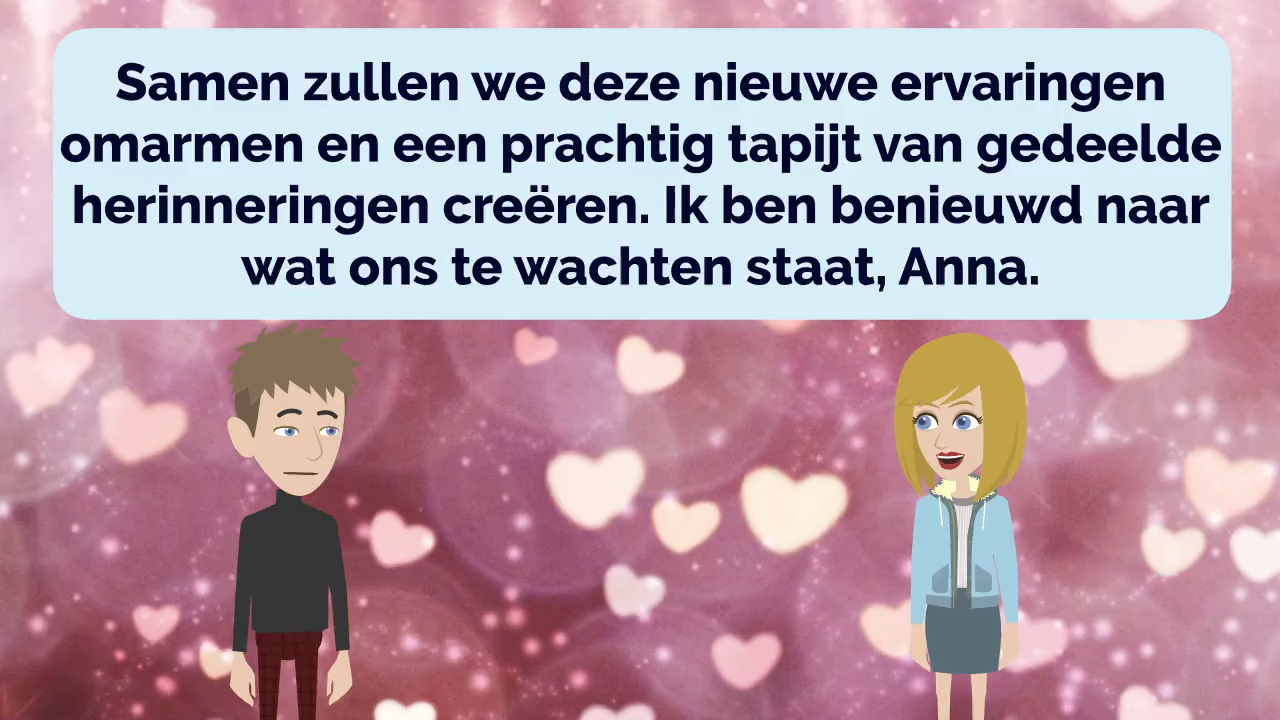 Samen zullen we deze nieuwe ervaringen
omarmen en een prachtig tapijt van gedeelde
herinneringen creëren. Ik ben benieuwd naar
wat ons te wachten staat, Anna.